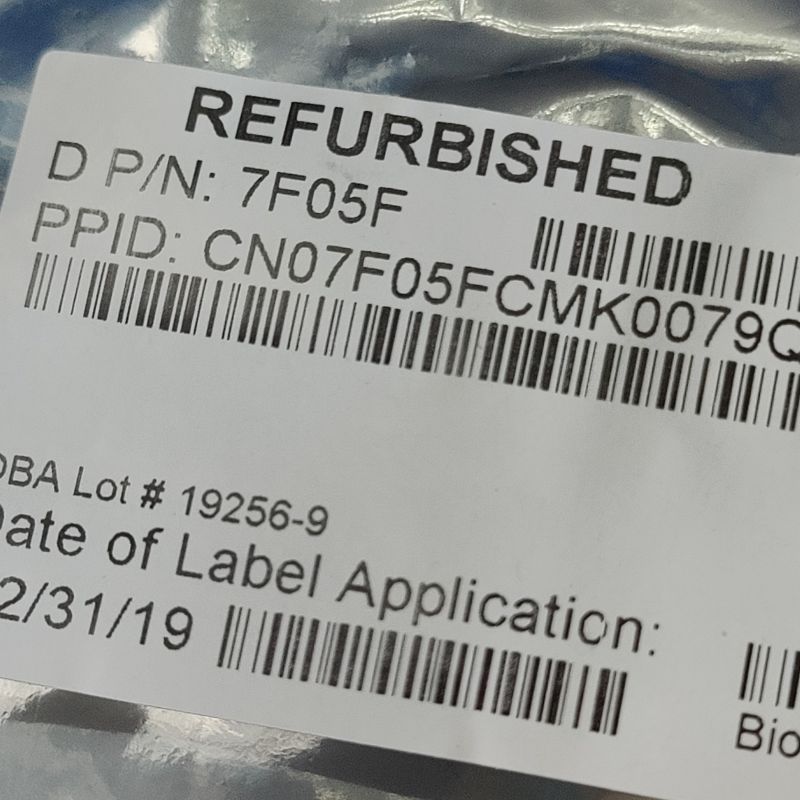 REFURBISHED
D P/N: 7F05F
PPID: CN07F05FCMK0079Q
DBA Lot # 19256-9
Date of Label Application:
2/31/19
Bio